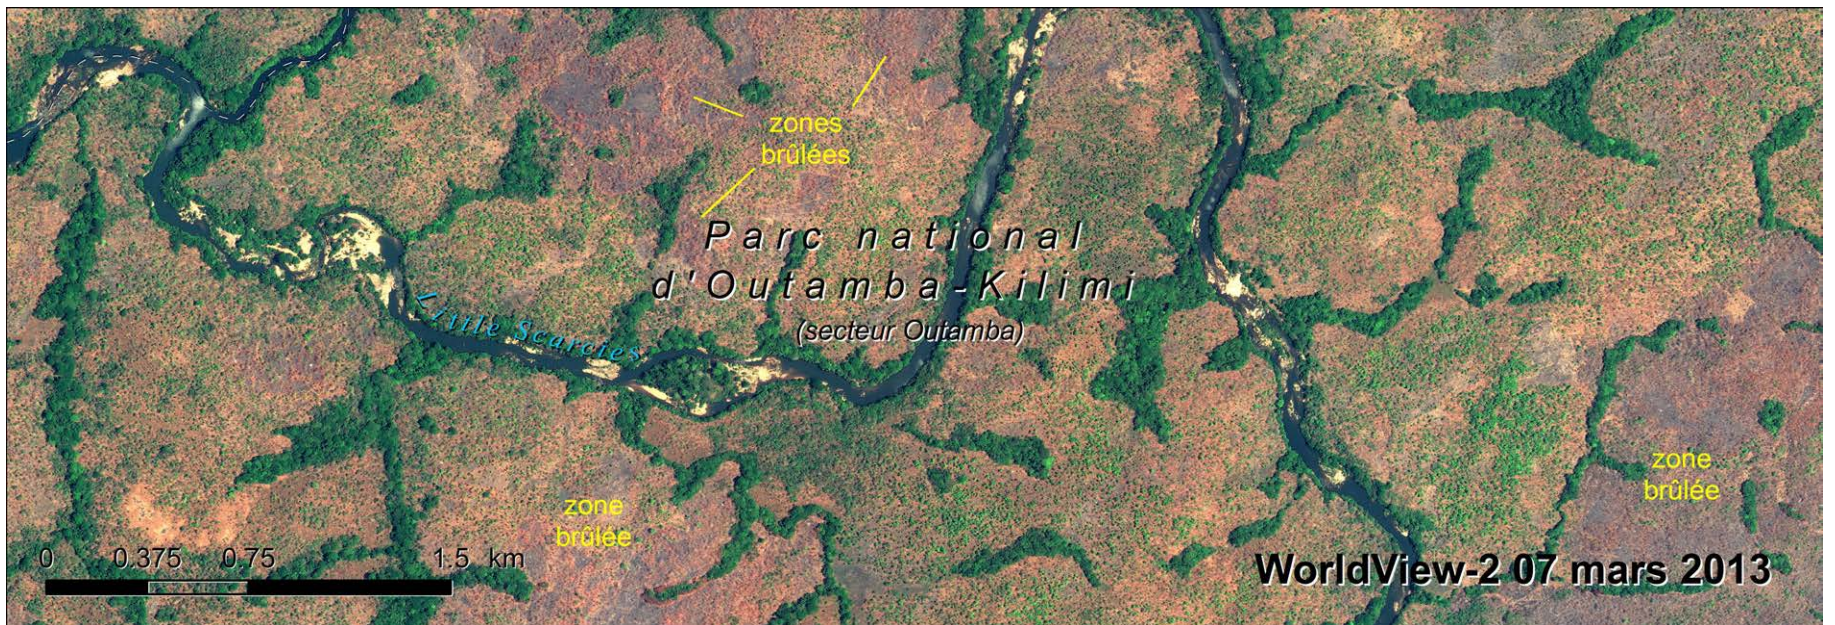 zones
brûlées
Parc national
d'Outamba-Kilimi
(secteur Outamba)
Little Scarcies
zone
brûlée
zone
brûlée
0 0.375 0.75 1.5 km
WorldView-2 07 mars 2013